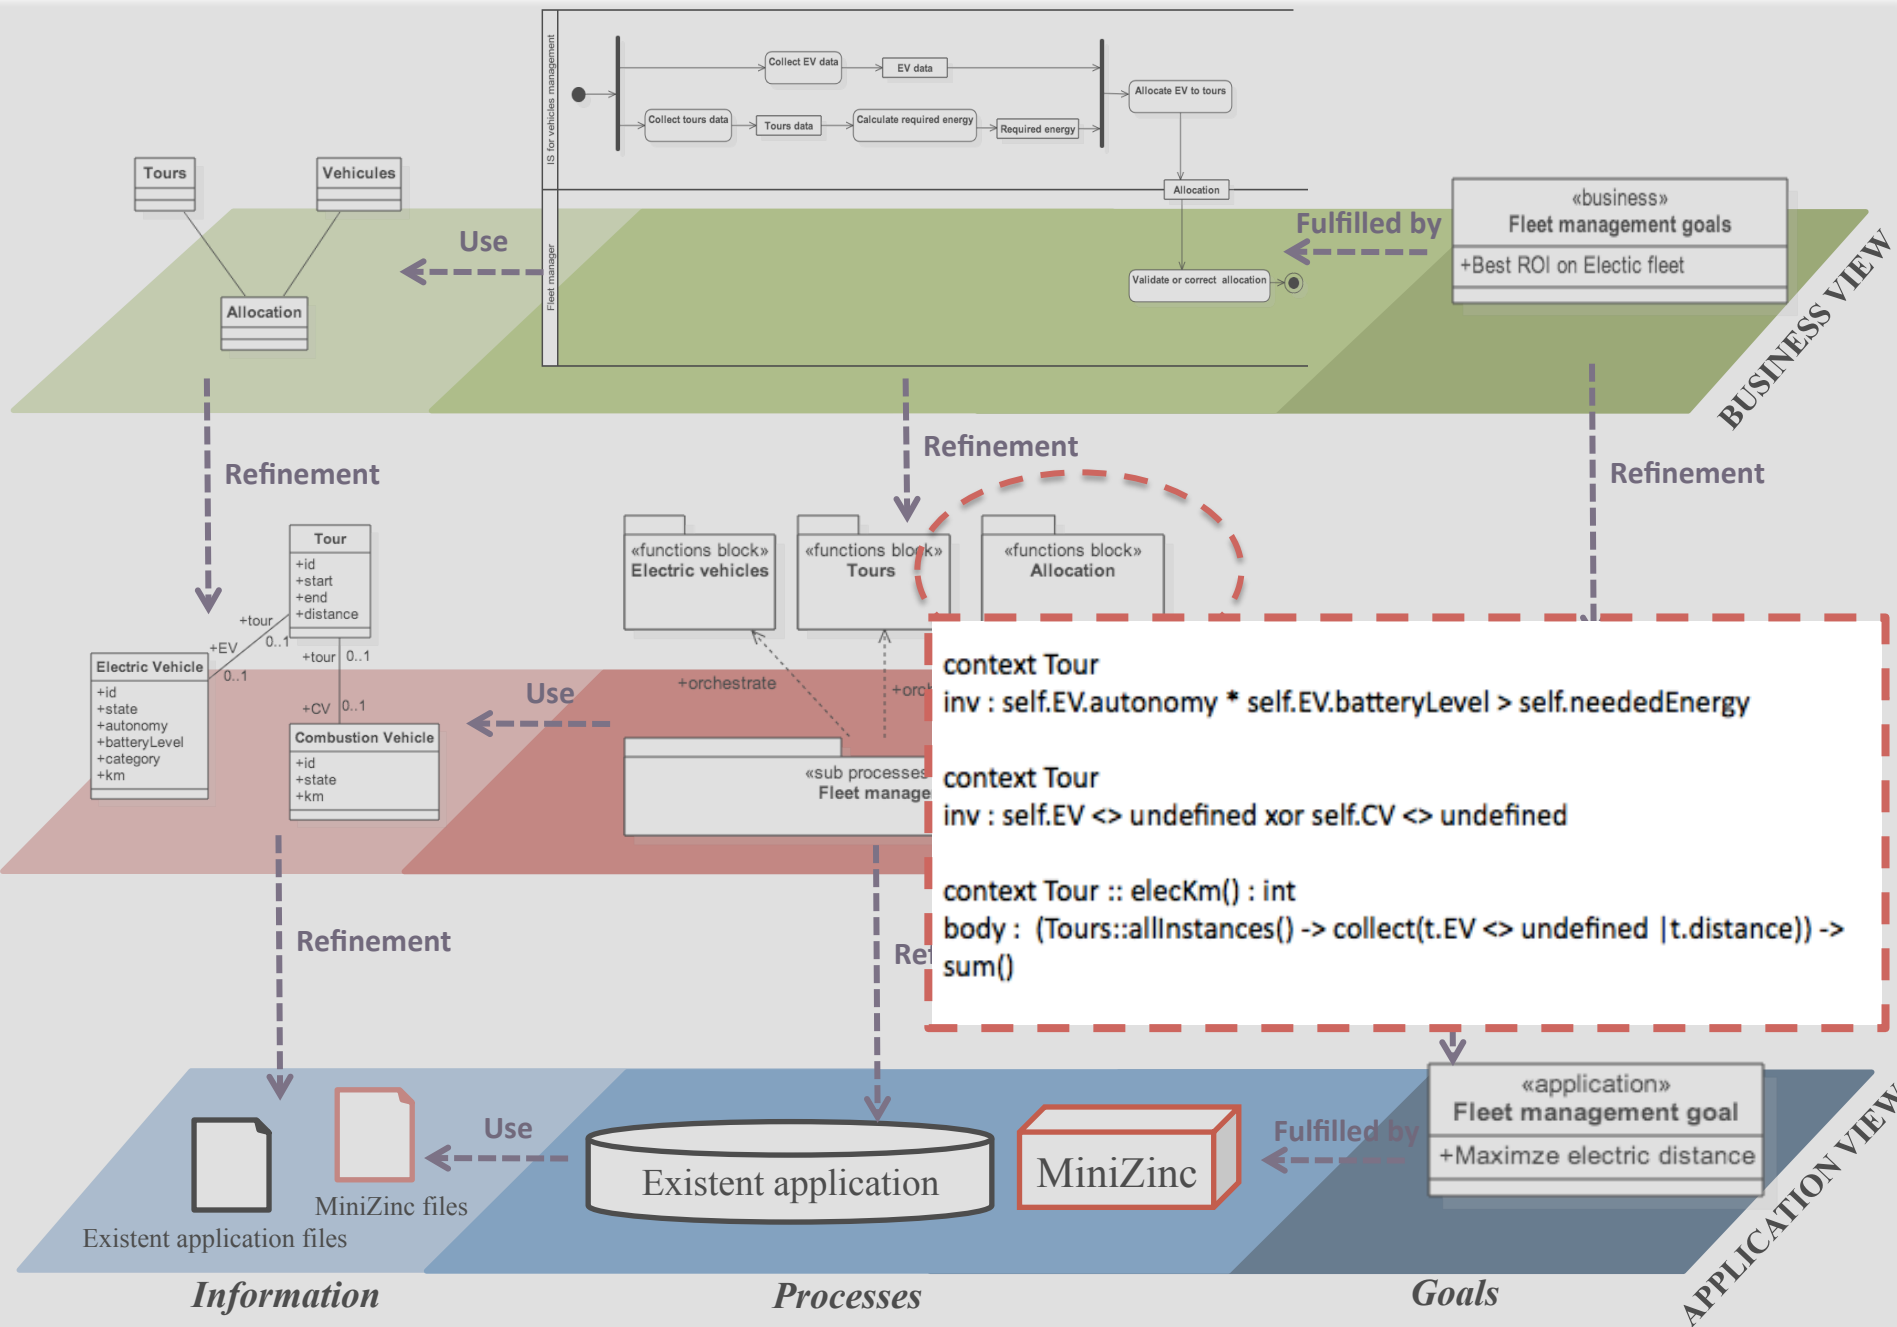 IS for vehicles management
Collect EV data
EV data
Collect tours data
Tours data
Calculate required energy
Required energy
Allocate EV to tours
Allocation
Fleet manager
Validate or correct allocation
Tours
Vehicules
Allocation
Use
Fulfilled by
«business»
Fleet management goals
+Best ROI on Electic fleet
BUSINESS VIEW
Refinement
Refinement
Refinement
Tour
+id
+start
+end
+distance
+tour
0..1
+EV
0..1
+tour
0..1
+CV
0..1
Electric Vehicle
+id
+state
+autonomy
+batteryLevel
+category
+km
Combustion Vehicle
+id
+state
+km
Use
«functions block»
Electric vehicles
«functions block»
Tours
«functions block»
Allocation
+orchestrate
+orc
«sub processes
Fleet manage
context Tour
inv : self.EV.autonomy * self.EV.batteryLevel > self.neededEnergy
context Tour
inv : self.EV <> undefined xor self.CV <> undefined
context Tour :: elecKm() : int
body : (Tours::allInstances() -> collect(t.EV <> undefined |t.distance)) ->
sum()
Refinement
Ref
Existent application files
MiniZinc files
Use
Existent application
MiniZinc
Fulfilled by
«application»
Fleet management goal
+Maximze electric distance
APPLICATION VIEW
Information
Processes
Goals